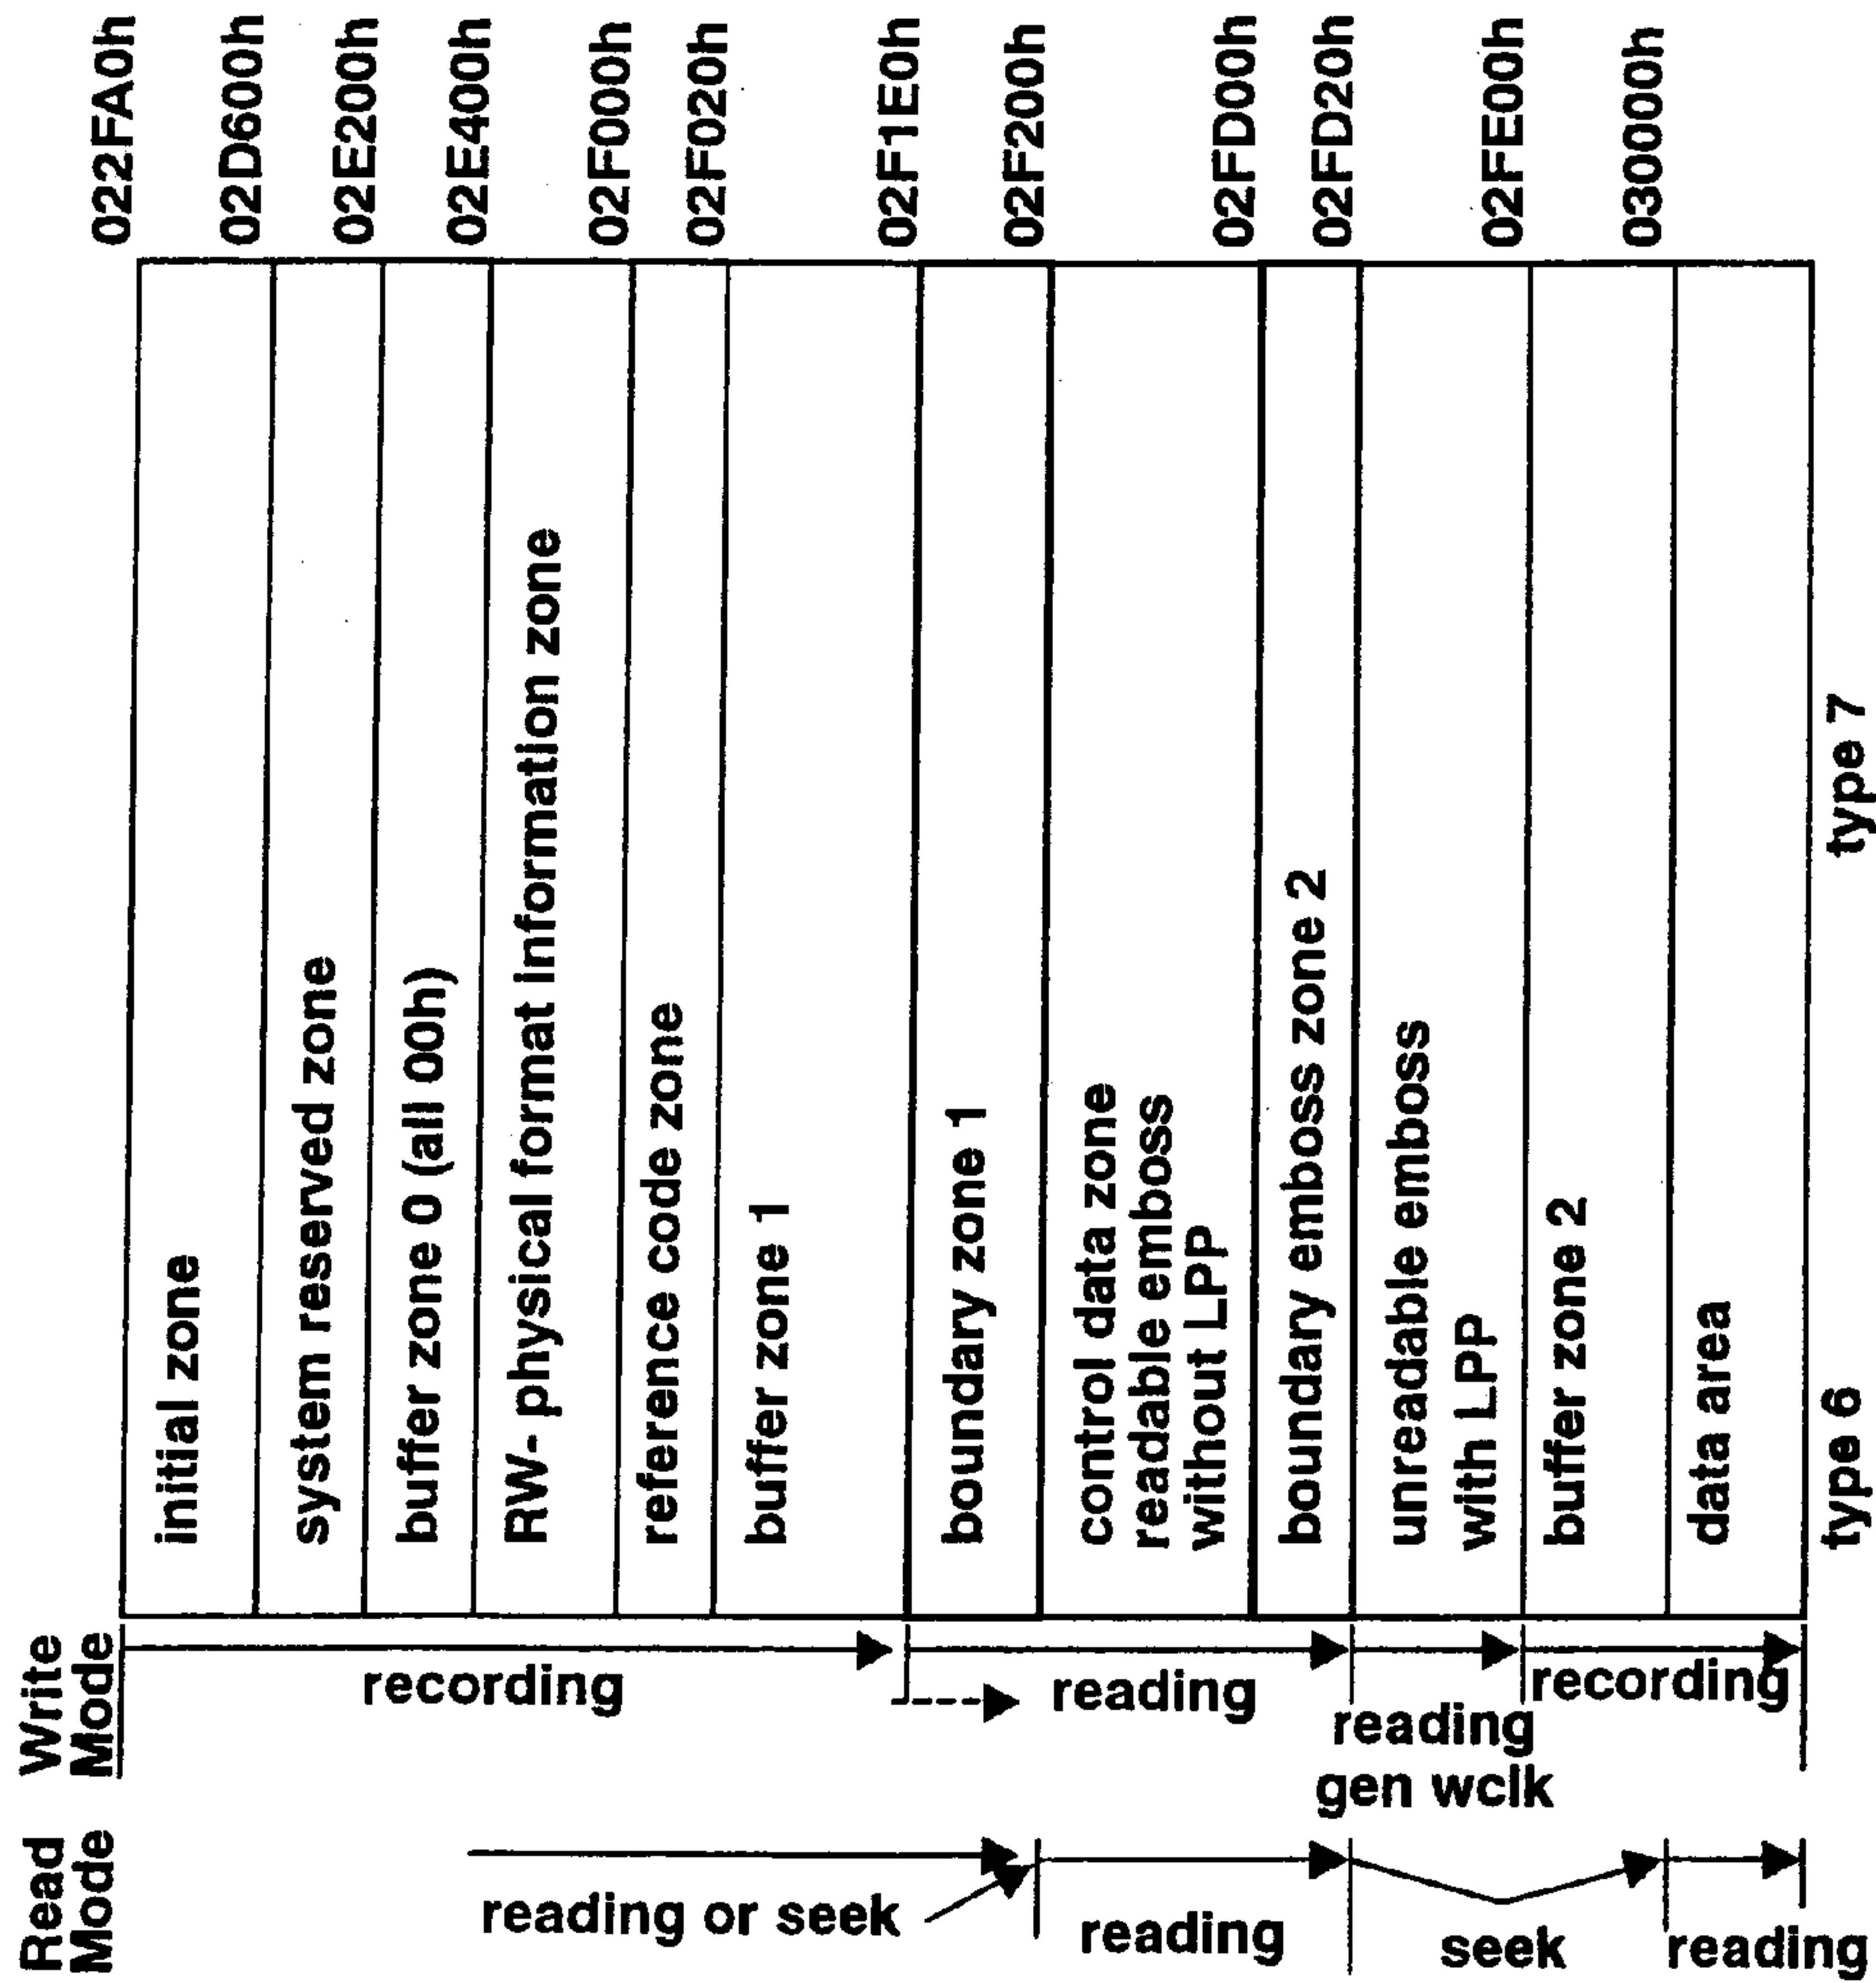 Read
Mode
Write
Mode
reading or seek
reading
seek
reading
recording
reading
reading
gen wclk
recording
initial zone
022FA0h
system reserved zone
02D600h
buffer zone 0 (all 00h)
02E200h
RW- physical format information zone
02E400h
reference code zone
02F000h
buffer zone 1
02F020h
boundary zone 1
02F1E0h
control data zone
readable emboss
without LPP
02F200h
boundary emboss zone 2
02FD00h
unreadable emboss
with LPP
02FD20h
buffer zone 2
02FE00h
data area
030000h
type 6
type 7